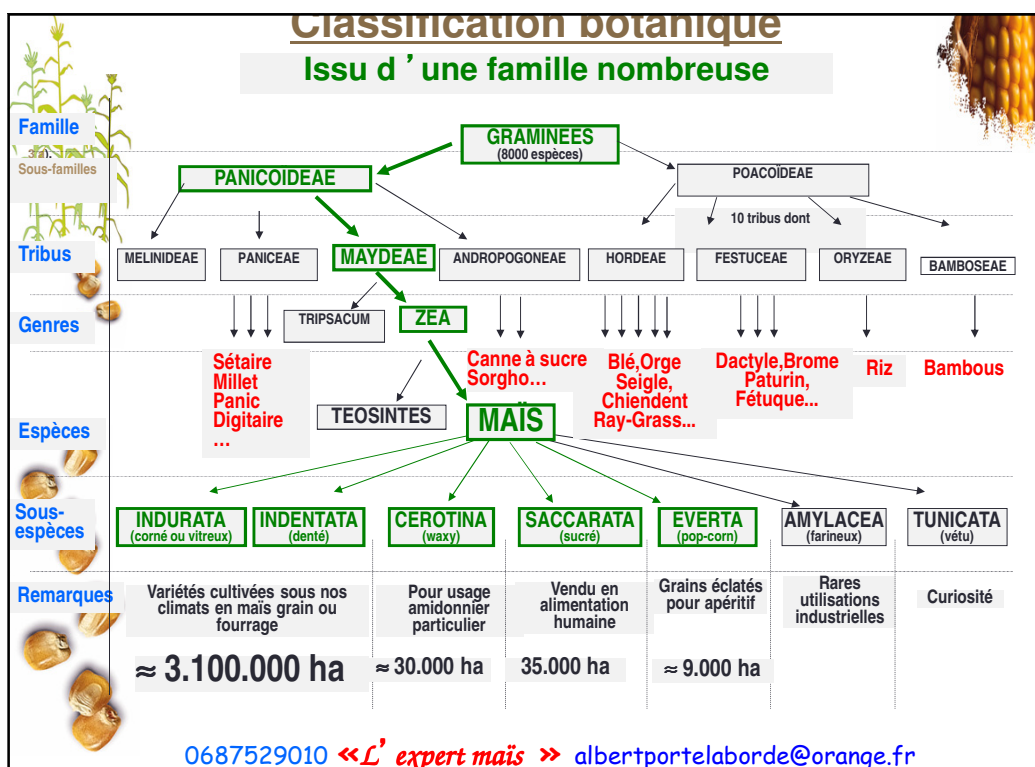 Classification botanique
Issu d ’ une famille nombreuse
Famille
GRAMINEES
(8000 espèces)
Sous-familles
PANICOIDEAE
POACOÏDEAE
10 tribus dont
Tribus
MELINIDEAE
PANICEAE
MAYDEAE
ANDROPOGONEAE
HORDEAE
FESTUCEAE
ORYZEAE
BAMBOSEAE
Genres
TRIPSACUM
ZEA
Sétaire
Millet
Panic
Digitaire
…
Canne à sucre
Sorgho…
Blé,Orge
Seigle,
Chiendent
Ray-Grass...
Dactyle,Brome
Paturin,
Fétuque...
Riz
Bambous
Espèces
TEOSINTES
MAÏS
Sous-
espèces
INDURATA
(corné ou vitreux)
INDENTATA
(denté)
CEROTINA
(waxy)
SACCARATA
(sucré)
EVERTA
(pop-corn)
AMYLACEA
(farineux)
TUNICATA
(vétu)
Remarques
Variétés cultivées sous nos
climats en maïs grain ou
fourrage
Pour usage
amidonnier
particulier
Vendu en
alimentation
humaine
Grains éclatés
pour apéritif
Rares
utilisations
industrielles
Curiosité
≈ 3.100.000 ha
≈ 30.000 ha
35.000 ha
≈ 9.000 ha
0687529010 «L’ expert maïs » albertportelaborde@orange.fr